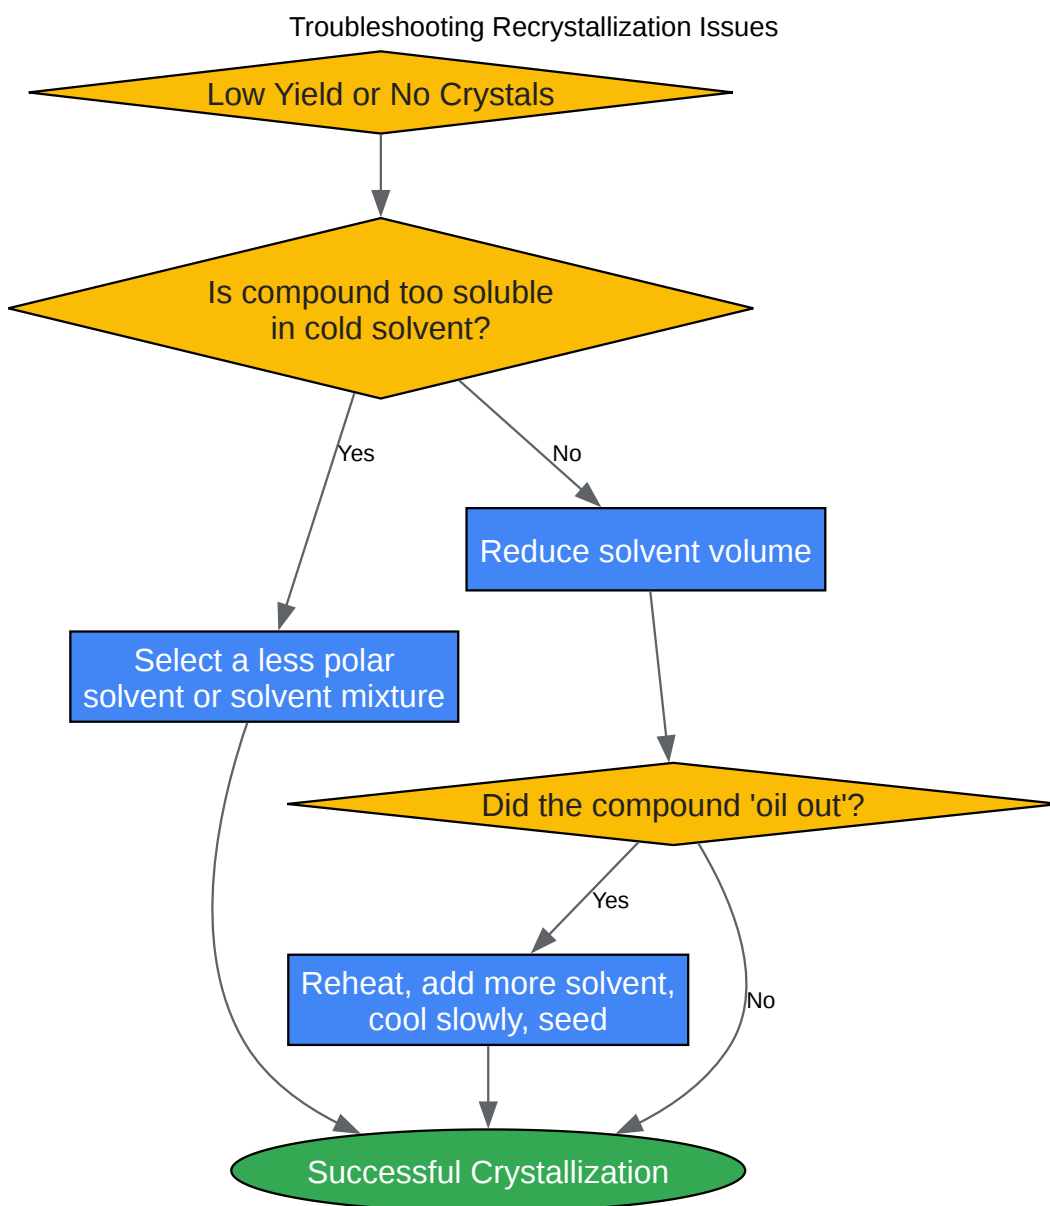 Troubleshooting Recrystallization Issues
Low Yield or No Crystals
Is compound too soluble
in cold solvent?
Yes
No
Reduce solvent volume
Select a less polar
solvent or solvent mixture
Did the compound 'oil out'?
Yes
Reheat, add more solvent,
cool slowly, seed
No
Successful Crystallization